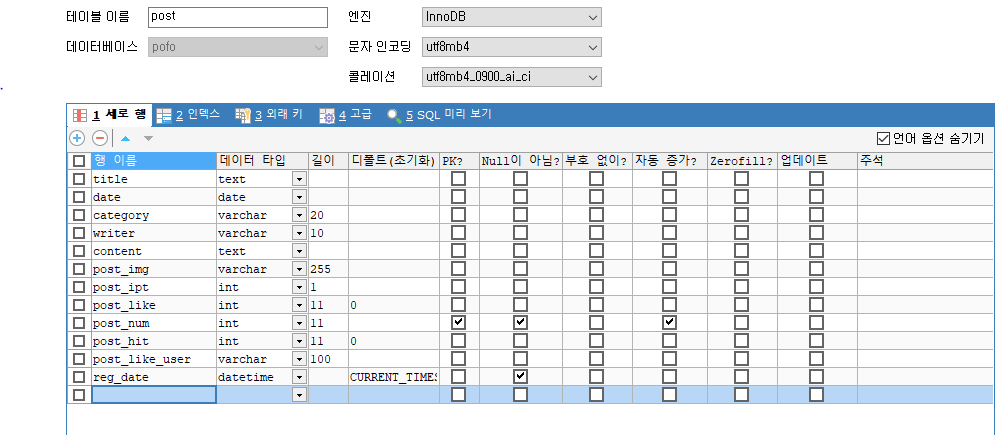 테이블 이름 post 엔진 InnoDB
데이터베이스 pofo 문자 인코딩 utf8mb4
콜레이션 utf8mb4_0900_ai_ci
1 세로 행 2 인덱스 3 외래 키 4 고급 5 SQL 미리 보기
언어 옵션 숨기기
행 이름 데이터 타입 길이 디폴트(초기화) PK? Null이 아님? 부호 없이? 자동 증가? Zerofill? 업데이트 주석
title text
date date
category varchar 20
writer varchar 10
content text
post_img varchar 255
post_ipt int 1
post_like int 11 0
post_num int 11
post_hit int 11 0
post_like_user varchar 100
reg_date datetime CURRENT_TIMES